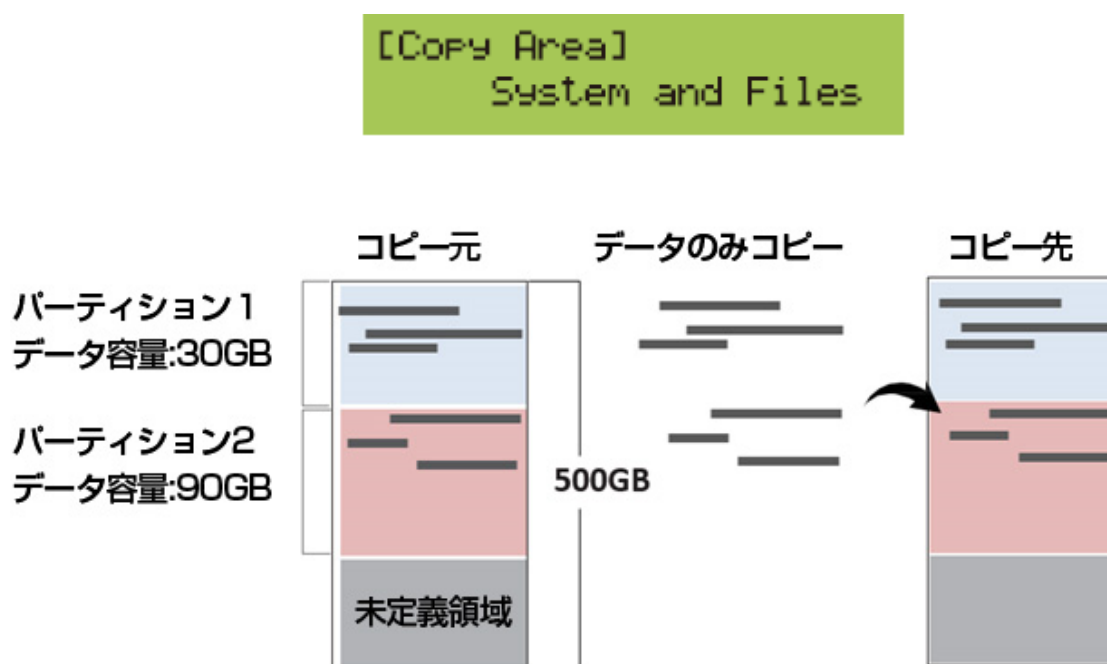 [Copy Area]
System and Files
コピー元
データのみコピー
コピー先
パーティション1
データ容量:30GB
パーティション2
データ容量:90GB
500GB
未定義領域